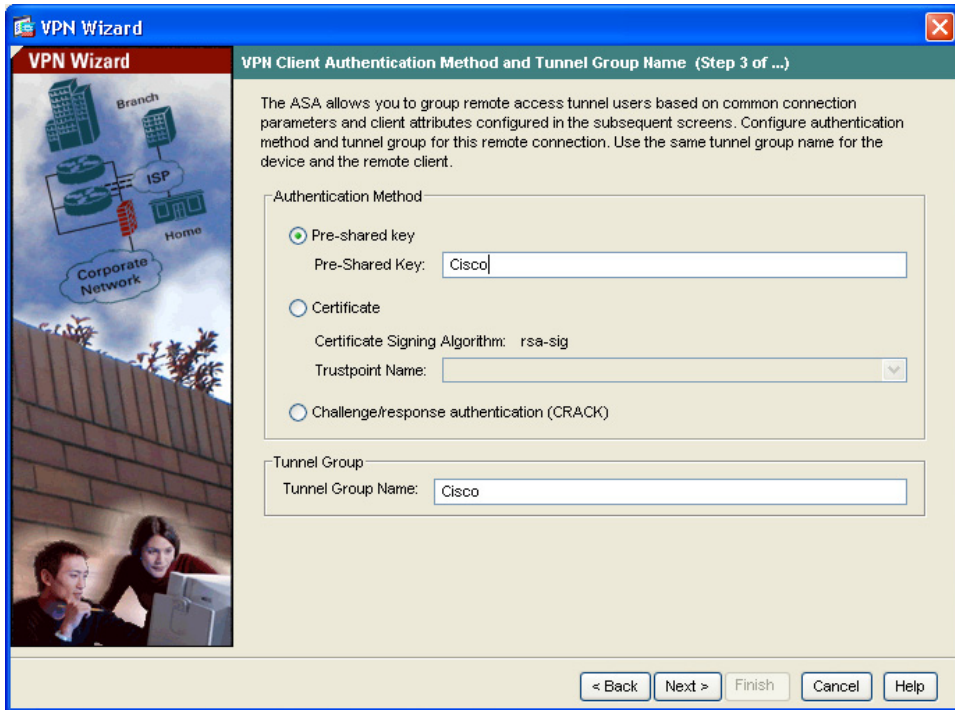 VPN Wizard
VPN Wizard
Branch
ISP
Home
Corporate
Network
VPN Client Authentication Method and Tunnel Group Name (Step 3 of ...)
The ASA allows you to group remote access tunnel users based on common connection
parameters and client attributes configured in the subsequent screens. Configure authentication
method and tunnel group for this remote connection. Use the same tunnel group name for the
device and the remote client.
Authentication Method
Pre-shared key
Pre-Shared Key: Cisco
Certificate
Certificate Signing Algorithm: rsa-sig
Trustpoint Name:
Challenge/response authentication (CRACK)
Tunnel Group
Tunnel Group Name: Cisco
< Back Next > Finish Cancel Help